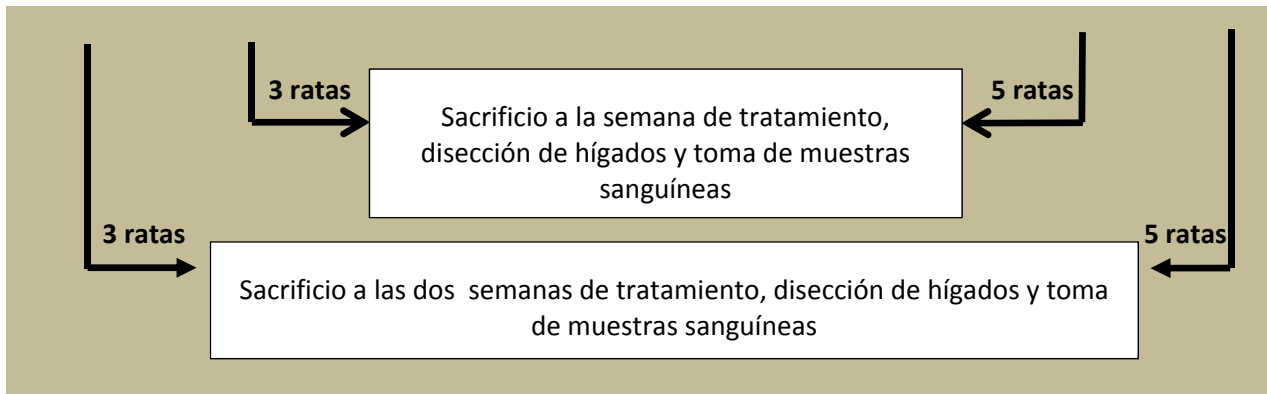 3 ratas
5 ratas
Sacrificio a la semana de tratamiento,
disección de hígados y toma de muestras
sanguíneas
3 ratas
5 ratas
Sacrificio a las dos semanas de tratamiento, disección de hígados y toma
de muestras sanguíneas